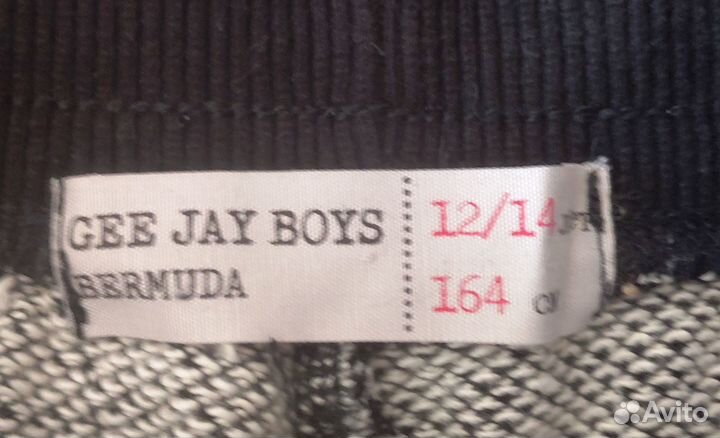 GEE JAY BOYS
BERMUDA
12/14
164 CM
Avito